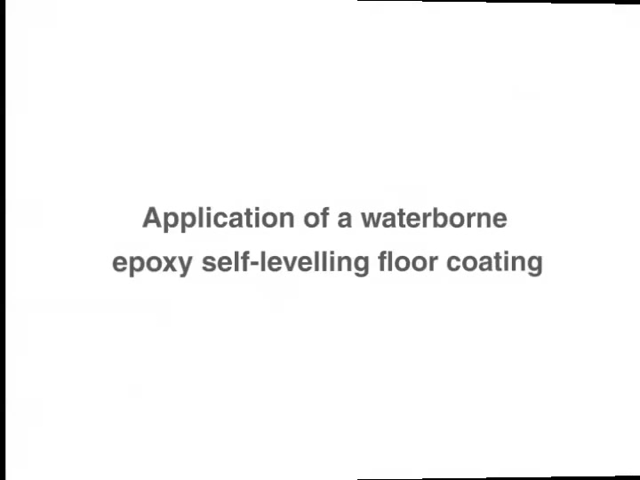 Application of a waterborne
epoxy self-levelling floor coating